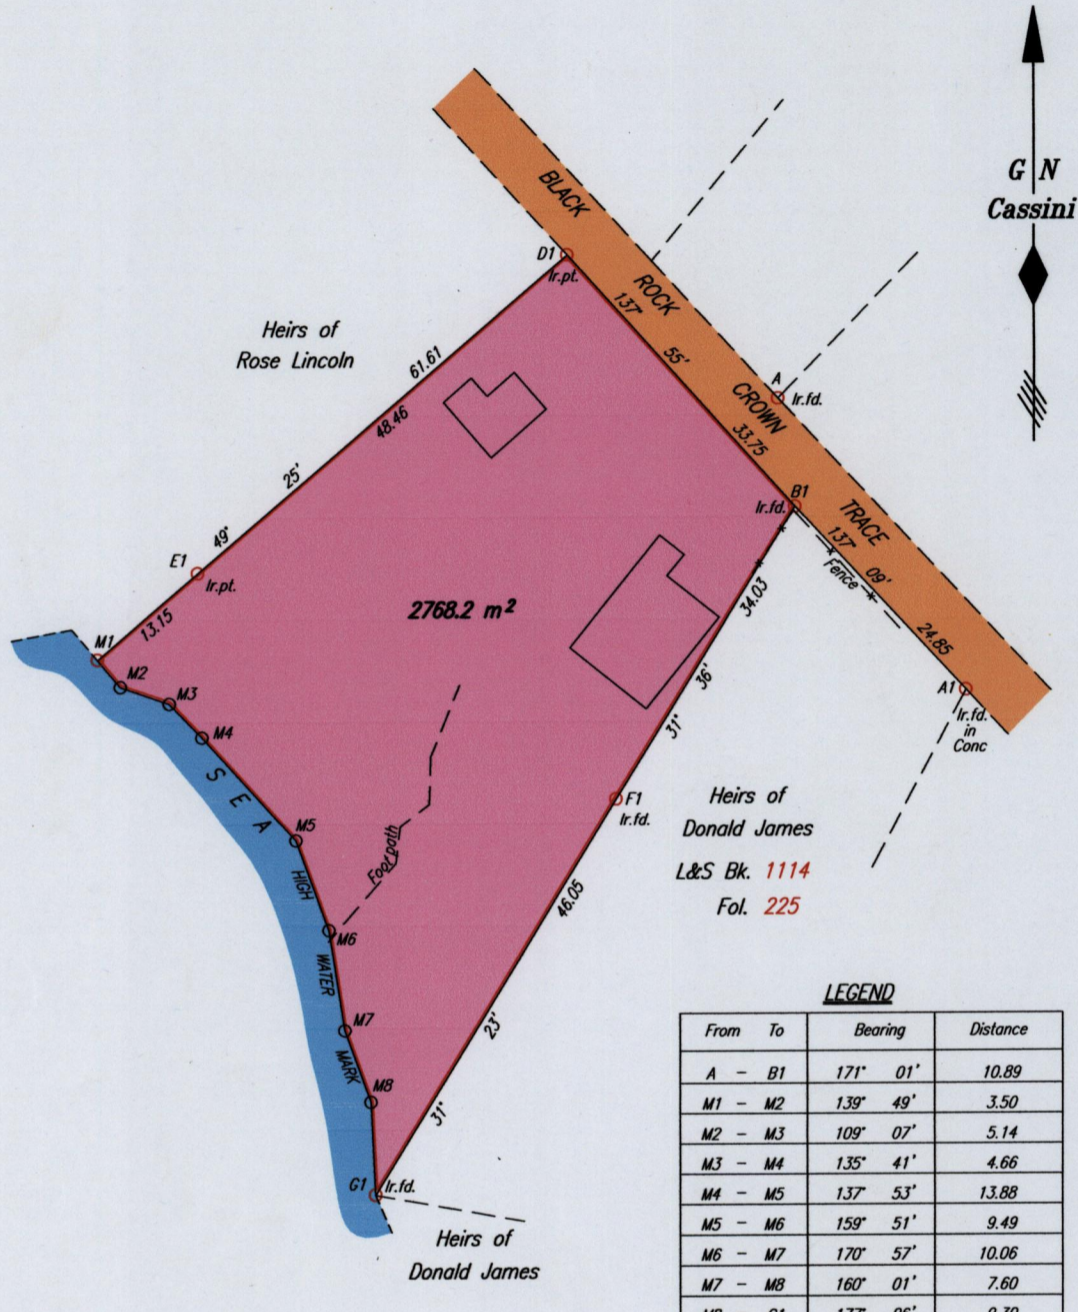 G N
Cassini
BLACK ROCK CROWN TRACE
D1
Ir.pt.
137° 55'
33.75
A
Ir.fd.
Heirs of
Rose Lincoln
61.61
48.46
49° 25'
E1
Ir.pt.
13.15
B1
Ir.fd.
137° 09'
Fence
24.85
A1
Ir.fd.
in
Conc
2768.2 m²
34.03
31° 36'
F1
Ir.fd.
M1
M2
M3
M4
SEA
M5
HIGH WATER MARK
Footpath
M6
M7
M8
46.05
31° 23'
G1
Ir.fd.
Heirs of
Donald James
L&S Bk. 1114
Fol. 225
Heirs of
Donald James
LEGEND
From To Bearing Distance
A - B1 171° 01' 10.89
M1 - M2 139° 49' 3.50
M2 - M3 109° 07' 5.14
M3 - M4 135° 41' 4.66
M4 - M5 137° 53' 13.88
M5 - M6 159° 51' 9.49
M6 - M7 170° 57' 10.06
M7 - M8 160° 01' 7.60